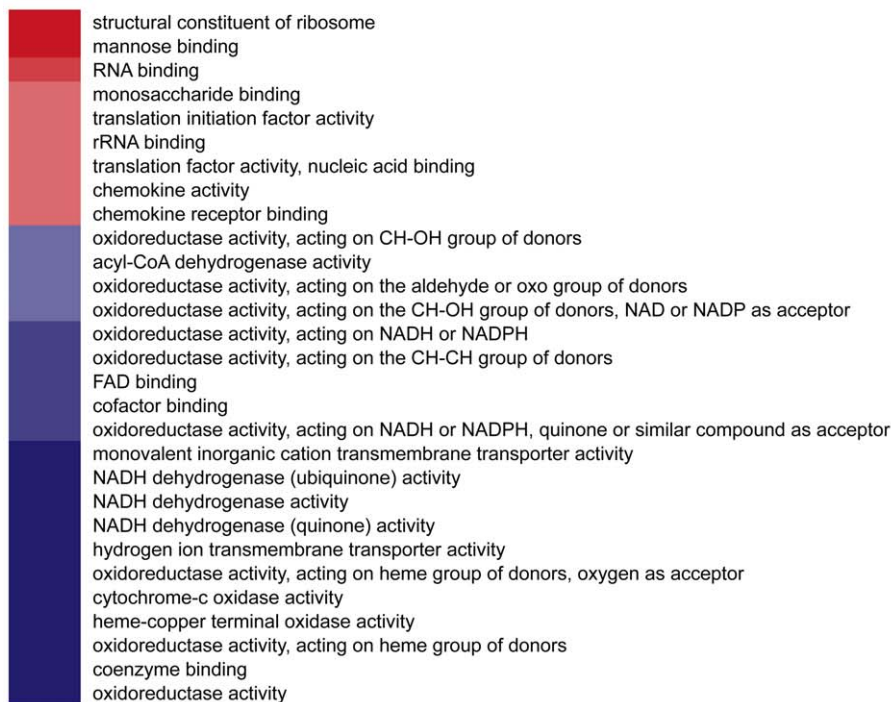 structural constituent of ribosome
mannose binding
RNA binding
monosaccharide binding
translation initiation factor activity
rRNA binding
translation factor activity, nucleic acid binding
chemokine activity
chemokine receptor binding
oxidoreductase activity, acting on CH-OH group of donors
acyl-CoA dehydrogenase activity
oxidoreductase activity, acting on the aldehyde or oxo group of donors
oxidoreductase activity, acting on the CH-OH group of donors, NAD or NADP as acceptor
oxidoreductase activity, acting on NADH or NADPH
oxidoreductase activity, acting on the CH-CH group of donors
FAD binding
cofactor binding
oxidoreductase activity, acting on NADH or NADPH, quinone or similar compound as acceptor
monovalent inorganic cation transmembrane transporter activity
NADH dehydrogenase (ubiquinone) activity
NADH dehydrogenase activity
NADH dehydrogenase (quinone) activity
hydrogen ion transmembrane transporter activity
oxidoreductase activity, acting on heme group of donors, oxygen as acceptor
cytochrome-c oxidase activity
heme-copper terminal oxidase activity
oxidoreductase activity, acting on heme group of donors
coenzyme binding
oxidoreductase activity